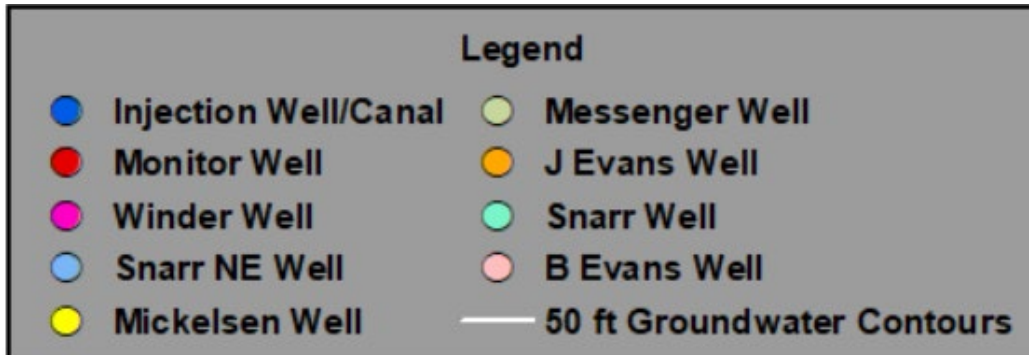 Legend
Injection Well/Canal
Monitor Well
Winder Well
Snarr NE Well
Mickelsen Well
Messenger Well
J Evans Well
Snarr Well
B Evans Well
50 ft Groundwater Contours